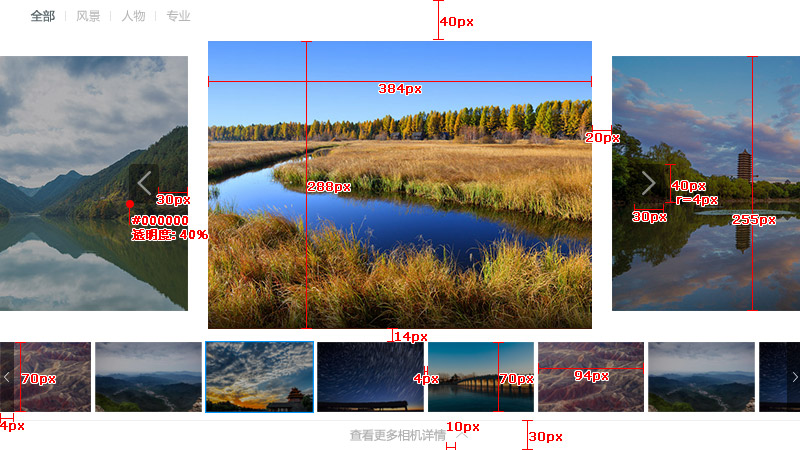 全部 风景 人物 专业
40px
384px
20px
288px
30px
#000000
透明度: 40%
40px
r=4px
30px
255px
14px
70px
4px
70px
94px
4px
10px
查看更多相机详情
30px